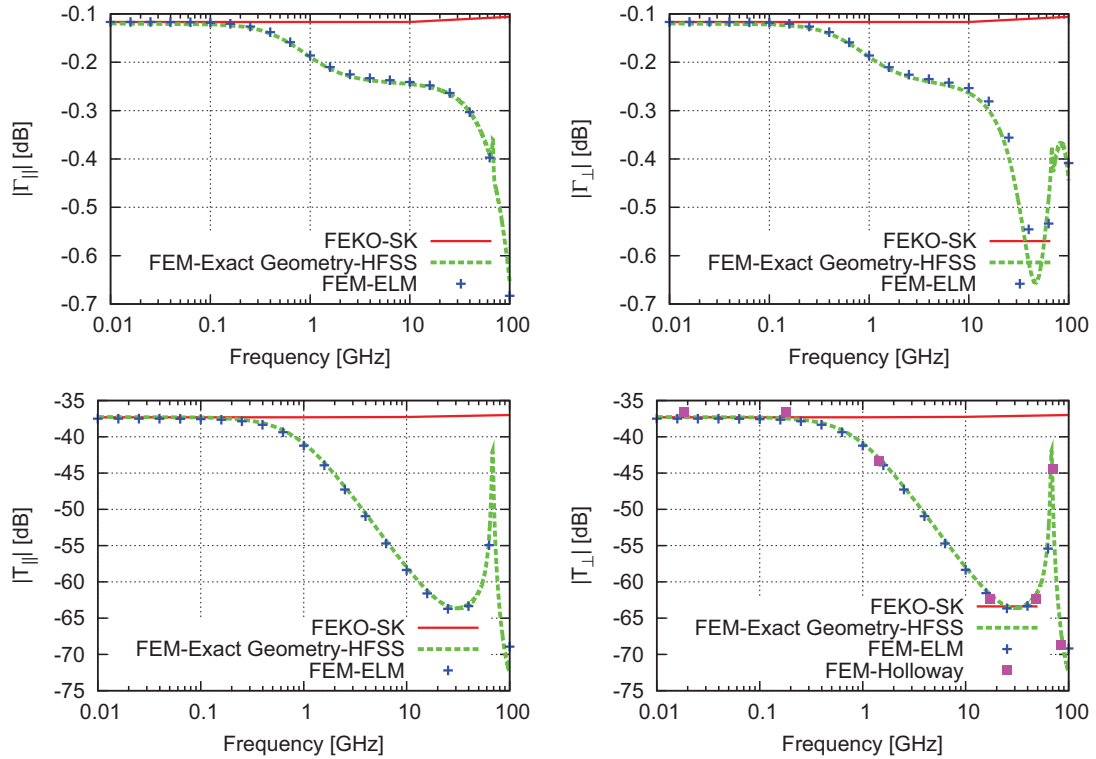 -0.1
-0.2
-0.3
-0.4
-0.5
-0.6
-0.7
|Γ||| [dB]
FEKO-SK
FEM-Exact Geometry-HFSS
FEM-ELM
0.01 0.1 1 10 100
Frequency [GHz]
-0.1
-0.2
-0.3
-0.4
-0.5
-0.6
-0.7
|Γ⊥| [dB]
FEKO-SK
FEM-Exact Geometry-HFSS
FEM-ELM
0.01 0.1 1 10 100
Frequency [GHz]
-35
-40
-45
-50
-55
-60
-65
-70
-75
|T||| [dB]
FEKO-SK
FEM-Exact Geometry-HFSS
FEM-ELM
0.01 0.1 1 10 100
Frequency [GHz]
-35
-40
-45
-50
-55
-60
-65
-70
-75
|T⊥| [dB]
FEKO-SK
FEM-Exact Geometry-HFSS
FEM-ELM
FEM-Holloway
0.01 0.1 1 10 100
Frequency [GHz]